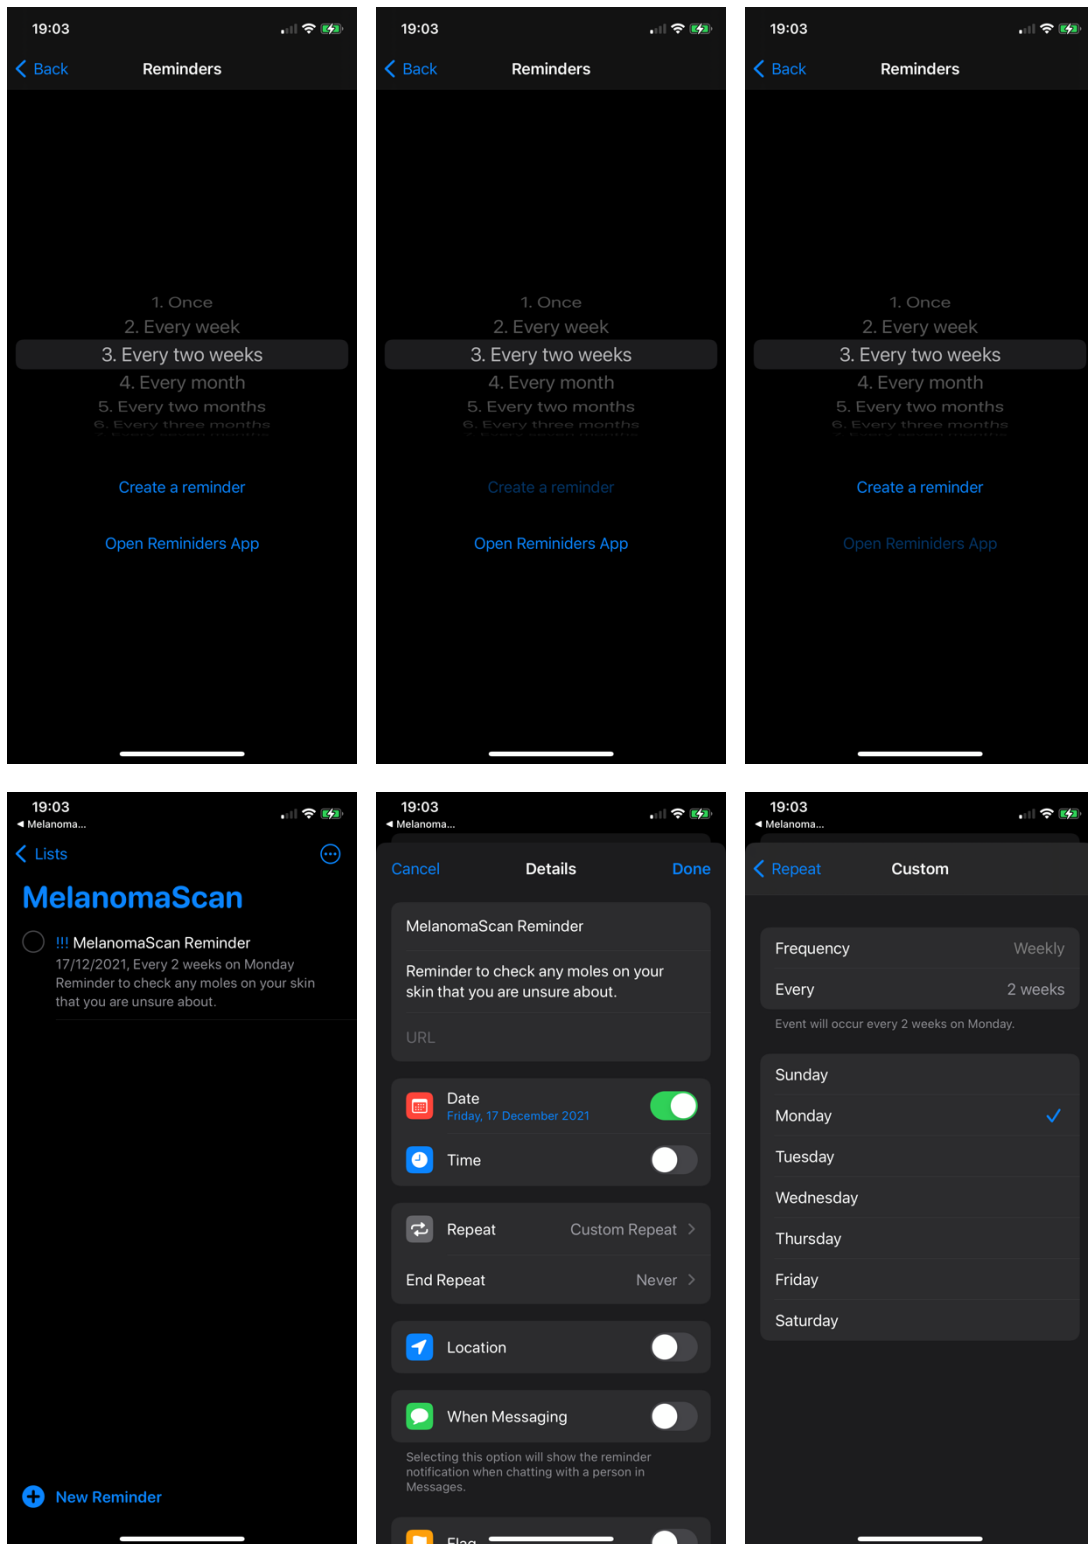 19:03
Back
Reminders
1. Once
2. Every week
3. Every two weeks
4. Every month
5. Every two months
6. Every three months
7. Every seven months
Create a reminder
Open Reminiders App
19:03
Back
Reminders
1. Once
2. Every week
3. Every two weeks
4. Every month
5. Every two months
6. Every three months
Create a reminder
Open Reminiders App
19:03
Back
Reminders
1. Once
2. Every week
3. Every two weeks
4. Every month
5. Every two months
6. Every three months
Create a reminder
Open Reminiders App
19:03
◀ Melanoma...
Lists
MelanomaScan
!!! MelanomaScan Reminder
17/12/2021, Every 2 weeks on Monday
Reminder to check any moles on your skin
that you are unsure about.
New Reminder
19:03
◀ Melanoma...
Cancel
Details
Done
MelanomaScan Reminder
Reminder to check any moles on your
skin that you are unsure about.
URL
Date
Friday, 17 December 2021
Time
Repeat
Custom Repeat
End Repeat
Never
Location
When Messaging
Selecting this option will show the reminder
notification when chatting with a person in
Messages.
Flag
19:03
◀ Melanoma...
Repeat
Custom
Frequency
Weekly
Every
2 weeks
Event will occur every 2 weeks on Monday.
Sunday
Monday
Tuesday
Wednesday
Thursday
Friday
Saturday